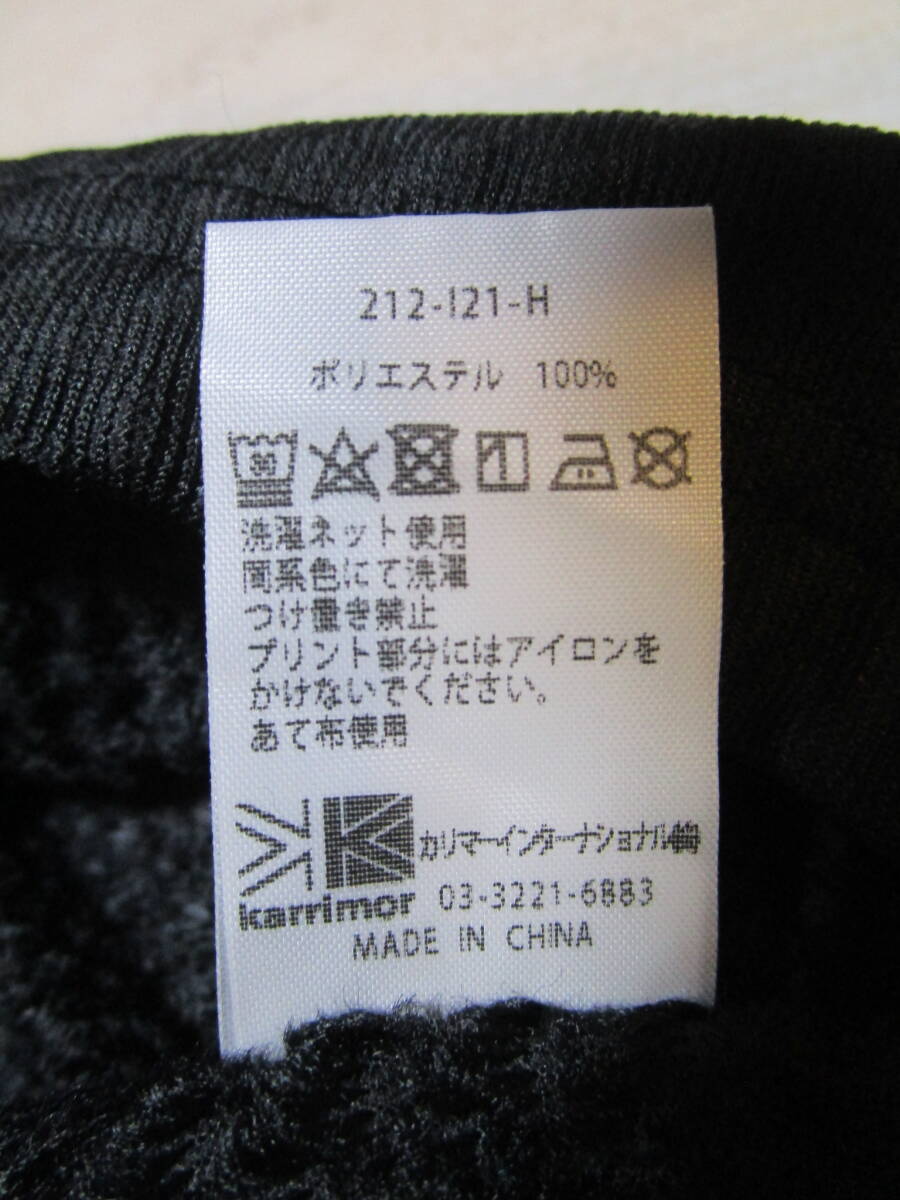 212-I21-H
ポリエステル 100%
30
洗濯ネット使用
同系色にて洗濯
つけ置き禁止
プリント部分にはアイロンを
かけないでください。
あて布使用
カリマーインターナショナル㈱
karrimor 03-3221-6883
MADE IN CHINA